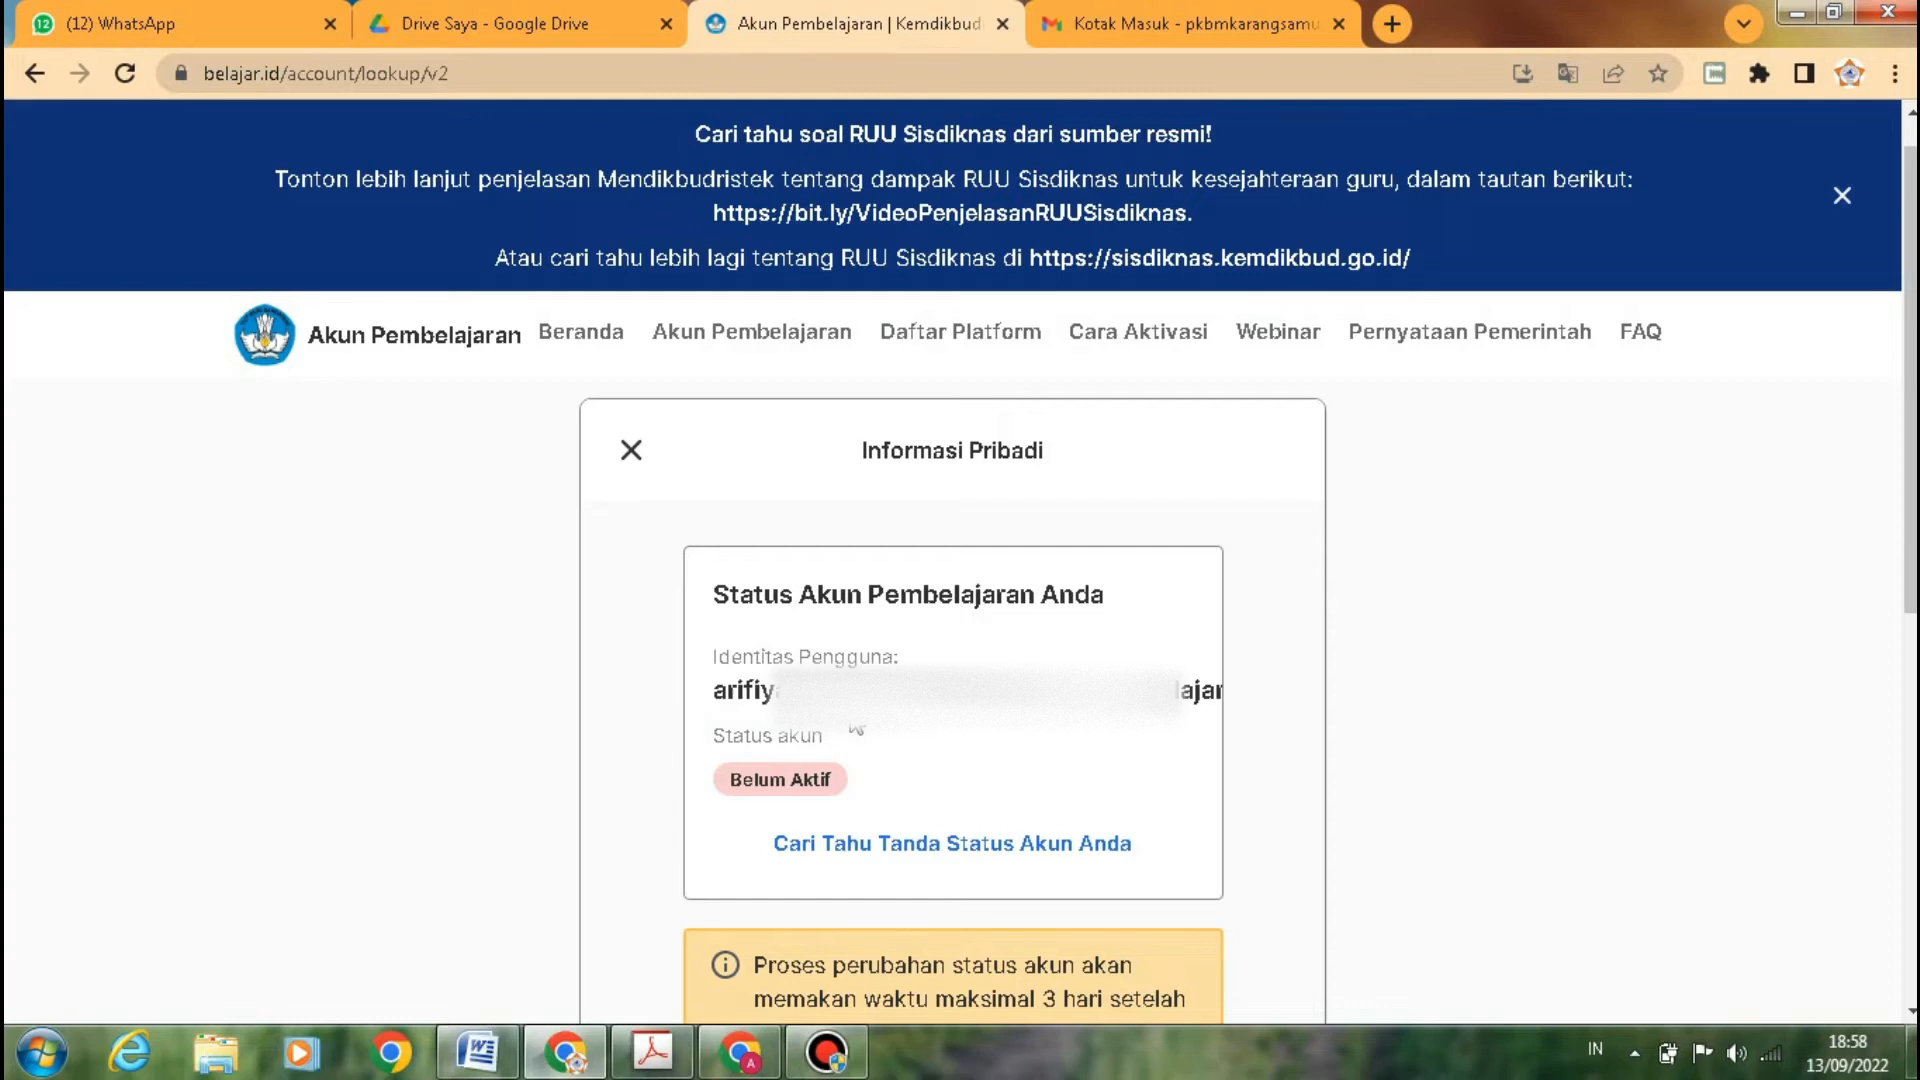 (12) WhatsApp
Drive Saya - Google Drive
Akun Pembelajaran | Kemdikbud
Kotak Masuk - pkbmkarangsamu
belajar.id/account/lookup/v2
Cari tahu soal RUU Sisdiknas dari sumber resmi!
Tonton lebih lanjut penjelasan Mendikbudristek tentang dampak RUU Sisdiknas untuk kesejahteraan guru, dalam tautan berikut:
https://bit.ly/VideoPenjelasanRUUSisdiknas.
Atau cari tahu lebih lagi tentang RUU Sisdiknas di https://sisdiknas.kemdikbud.go.id/
Akun Pembelajaran
Beranda
Akun Pembelajaran
Daftar Platform
Cara Aktivasi
Webinar
Pernyataan Pemerintah
FAQ
Informasi Pribadi
Status Akun Pembelajaran Anda
Identitas Pengguna:
arifiy ajar
Status akun
Belum Aktif
Cari Tahu Tanda Status Akun Anda
Proses perubahan status akun akan
memakan waktu maksimal 3 hari setelah
IN
18:58
13/09/2022